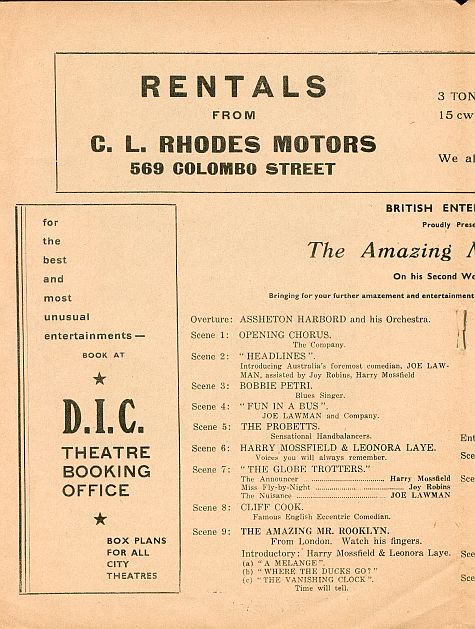 RENTALS
FROM
C. L. RHODES MOTORS
569 COLOMBO STREET
3 TON
15 cw
We al
for
the
best
and
most
unusual
entertainments —
BOOK AT
D.I.C.
THEATRE
BOOKING
OFFICE
BOX PLANS
FOR ALL
CITY
THEATRES
BRITISH ENTE
Proudly Prese
The Amazing
On his Second Wo
Bringing for your further amazement and entertainment
Overture: ASSHETON HARBORD and his Orchestra.
Scene 1: OPENING CHORUS.
The Company.
Scene 2: "HEADLINES".
Introducing Australia's foremost comedian, JOE LAW-
MAN, assisted by Joy Robins, Harry Mossfield
Scene 3: BOBBIE PETRI.
Blues Singer.
Scene 4: "FUN IN A BUS".
JOE LAWMAN and Company.
Scene 5: THE PROBETTS.
Sensational Handbalancers.
Scene 6: HARRY MOSSFIELD & LEONORA LAYE.
Voices you will always remember.
Scene 7: "THE GLOBE TROTTERS."
The Announcer ........ Harry Mossfield
Miss Fly-by-Night ........ Joy Robins
The Nuisance ........ JOE LAWMAN
Scene 8: CLIFF COOK.
Famous English Eccentric Comedian.
Scene 9: THE AMAZING MR. ROOKLYN.
From London. Watch his fingers.
Introductory: Harry Mossfield & Leonora Laye.
(a) "A MELANGE".
(b) "WHERE THE DUCKS GO?"
(c) "THE VANISHING CLOCK".
Time will tell.
Ent
Sce
Sce
Sce
Sce